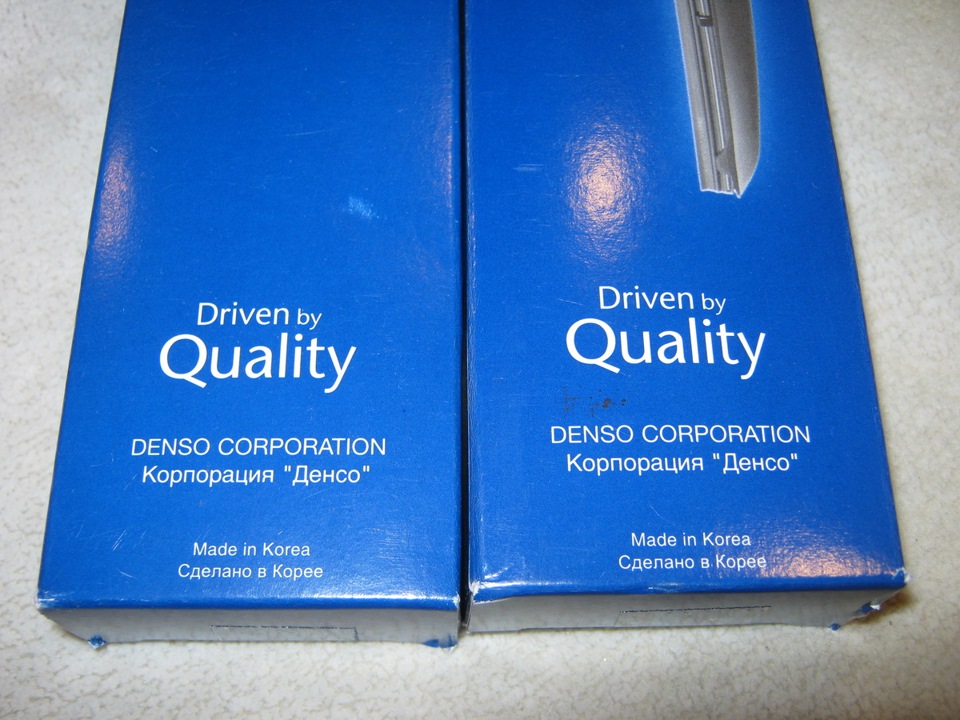 Driven by
Quality
DENSO CORPORATION
Корпорация "Денсо"
Made in Korea
Сделано в Корее
Driven by
Quality
DENSO CORPORATION
Корпорация "Денсо"
Made in Korea
Сделано в Корее